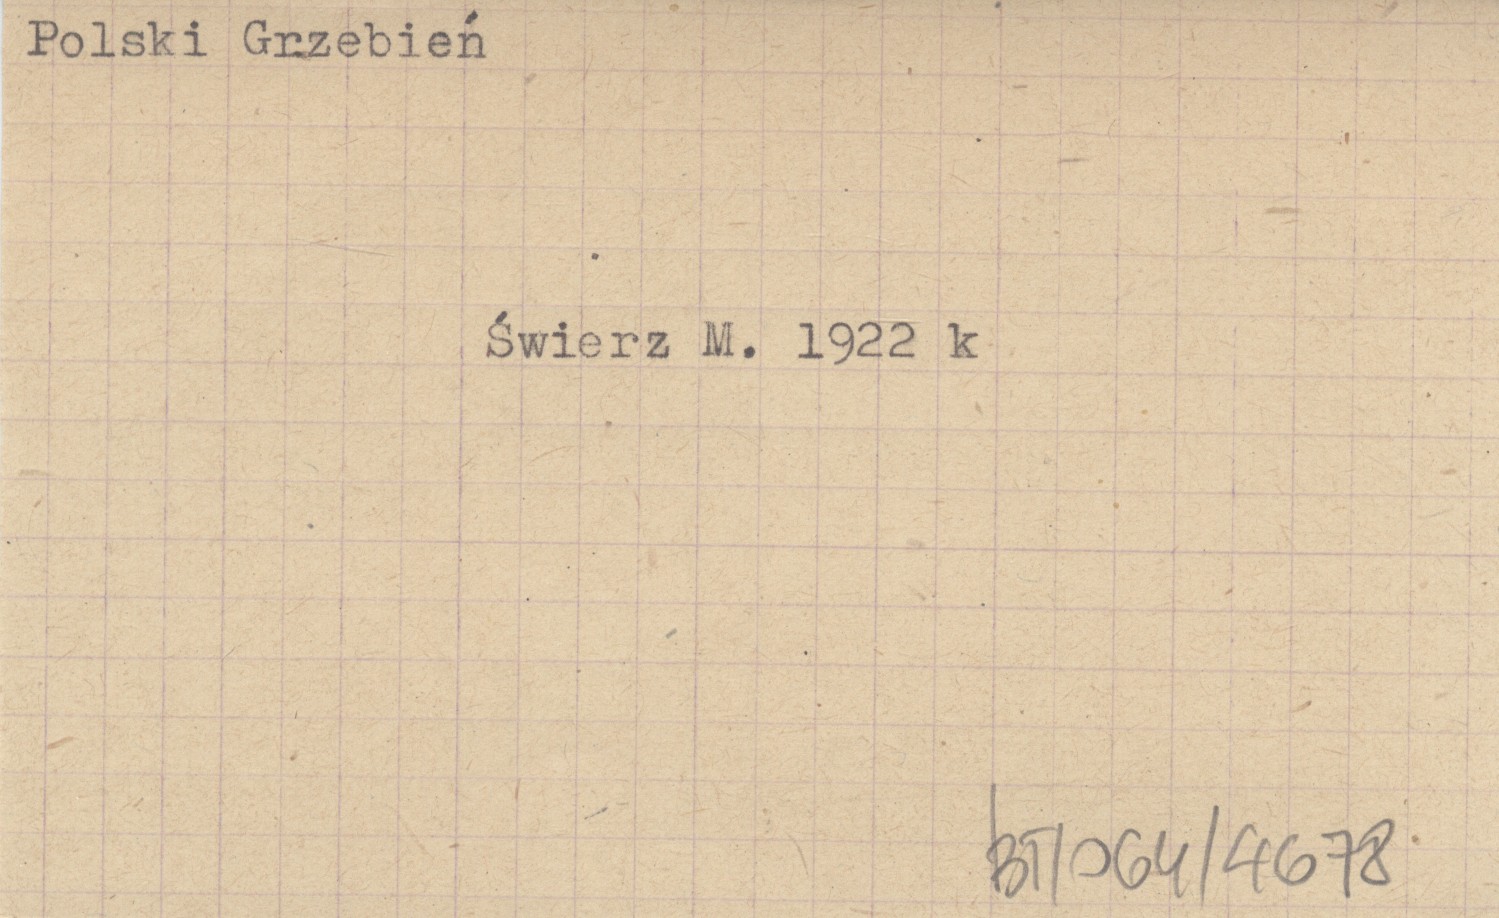 Polski Grzebień
Świerz M. 1922 k
BT/064/4678